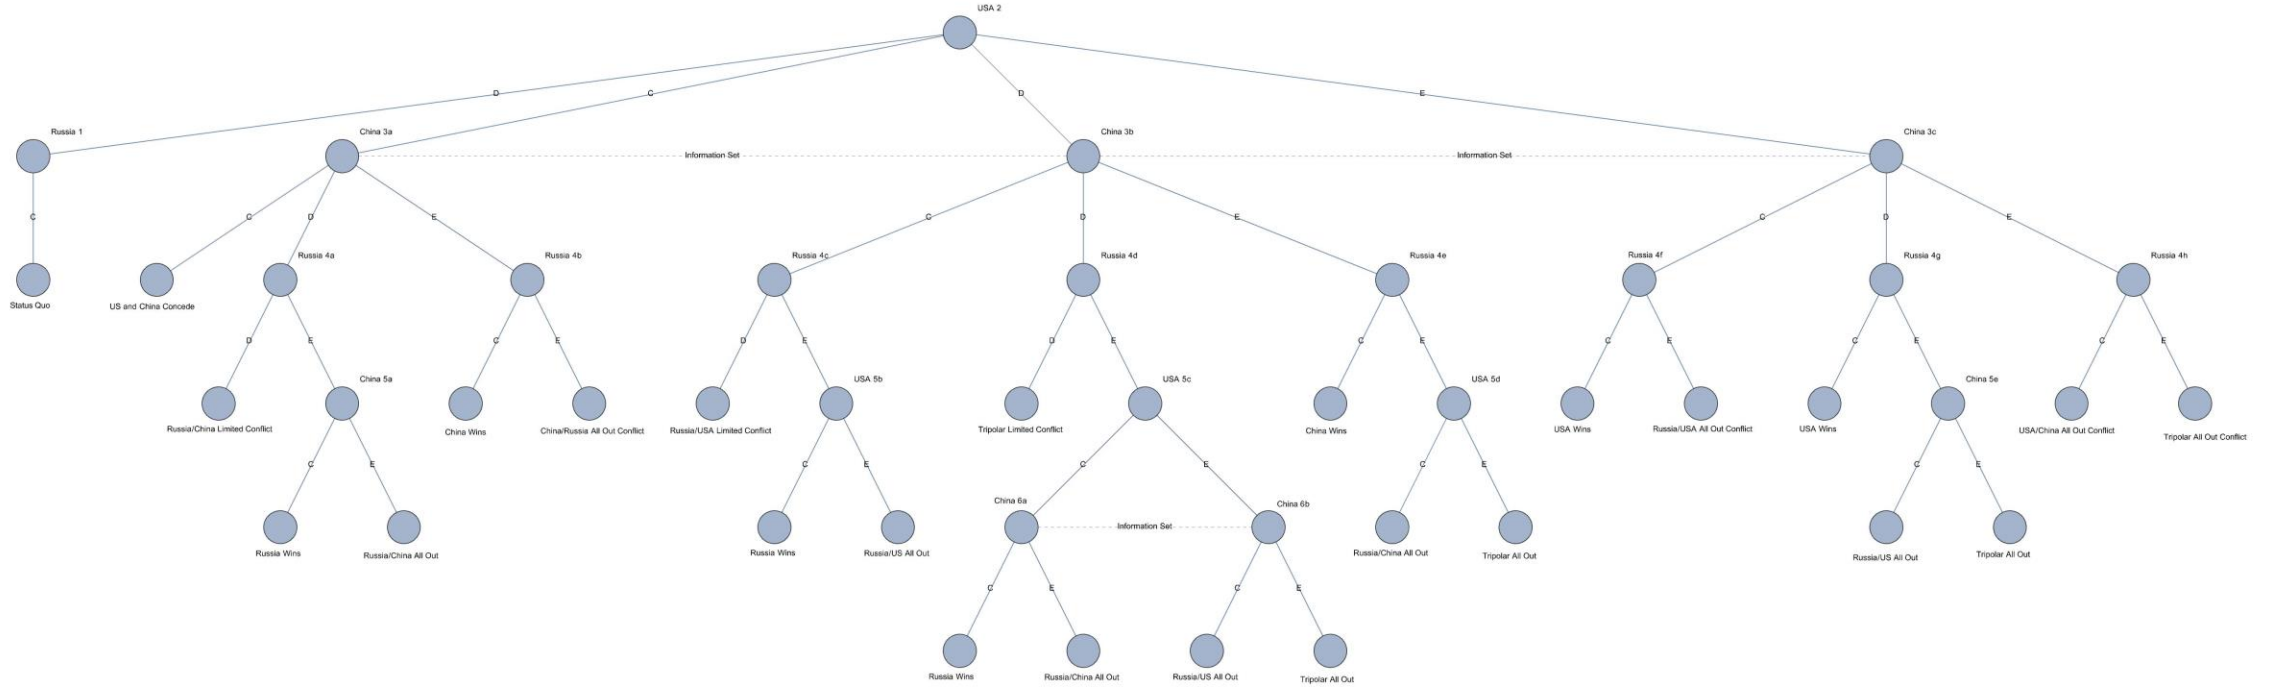 USA 2
D
C
D
E
Russia 1
China 3a
China 3b
China 3c
Information Set
Information Set
C
C
D
E
C
D
E
C
D
E
Russia 4a
Russia 4b
Russia 4c
Russia 4d
Russia 4e
Russia 4f
Russia 4g
Russia 4h
Status Quo
US and China Concede
D
E
C
E
D
E
D
E
C
E
C
E
C
E
C
E
China 5a
USA 5b
USA 5c
USA 5d
China 5e
Russia/China Limited Conflict
China Wins
China/Russia All Out Conflict
Russia/USA Limited Conflict
Tripolar Limited Conflict
China Wins
USA Wins
Russia/USA All Out Conflict
USA Wins
USA/China All Out Conflict
Tripolar All Out Conflict
C
E
C
E
C
E
C
E
C
E
China 6a
China 6b
Information Set
Russia Wins
Russia/China All Out
Russia Wins
Russia/US All Out
Russia/China All Out
Tripolar All Out
Russia/US All Out
Tripolar All Out
C
E
C
E
Russia Wins
Russia/China All Out
Russia/US All Out
Tripolar All Out